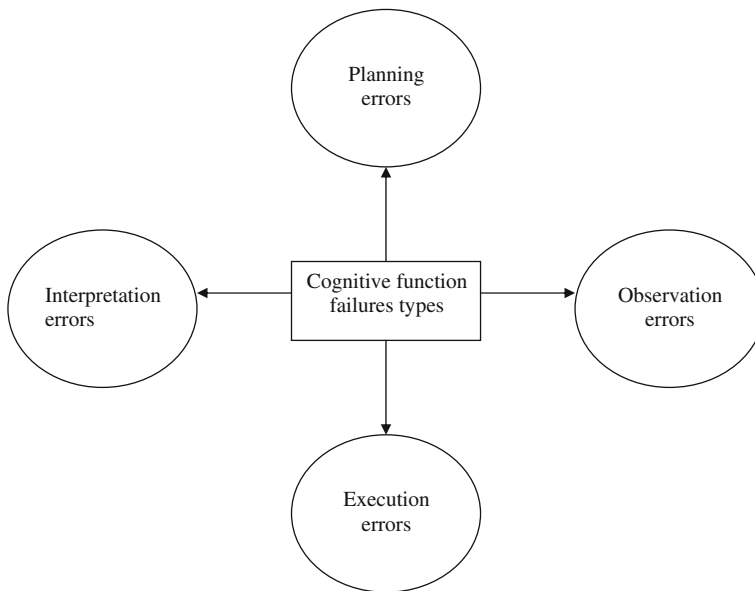 Planning
errors
Interpretation
errors
Cognitive function
failures types
Observation
errors
Execution
errors